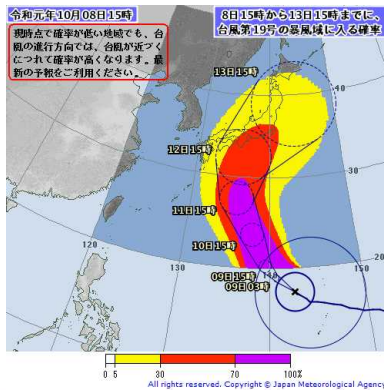 令和元年10月08日15時
8日15時から13日15時までに、
台風第19号の暴風域に入る確率
現時点で確率が低い地域でも、台
風の進行方向では、台風が近づく
につれて確率が高くなります。最
新の予報をご利用ください。
13日15時
40
12日15時
30
11日15時
120
10日15時
130
09日15時
140
150
20
09日03時
0 5 30 70 100%
All rights reserved. Copyright © Japan Meteorological Agency